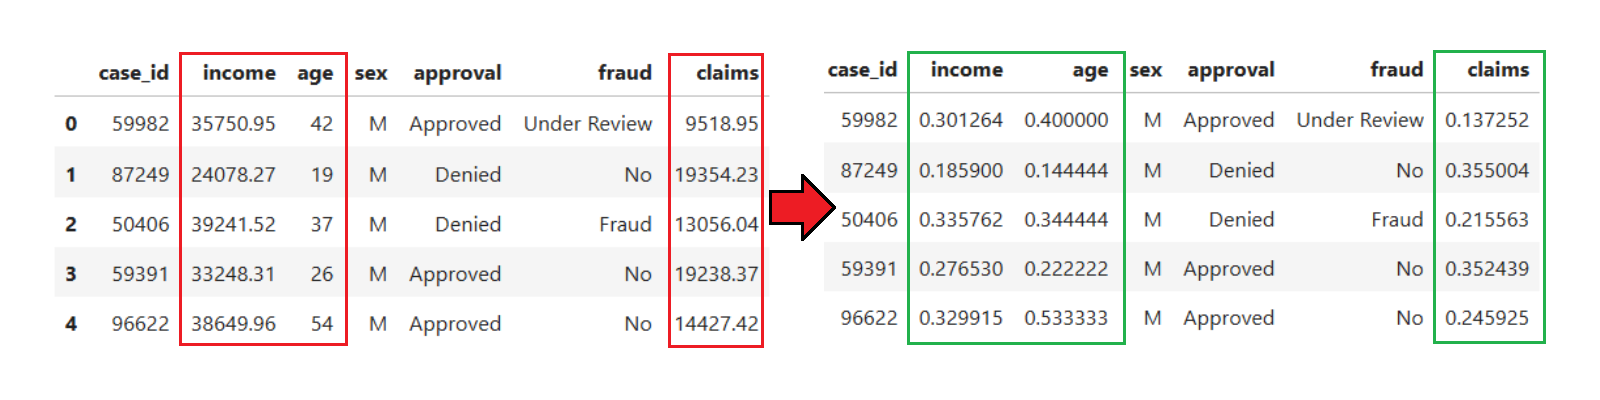 case_id income age sex approval fraud claims
0 59982 35750.95 42 M Approved Under Review 9518.95
1 87249 24078.27 19 M Denied No 19354.23
2 50406 39241.52 37 M Denied Fraud 13056.04
3 59391 33248.31 26 M Approved No 19238.37
4 96622 38649.96 54 M Approved No 14427.42
case_id income age sex approval fraud claims
59982 0.301264 0.400000 M Approved Under Review 0.137252
87249 0.185900 0.144444 M Denied No 0.355004
50406 0.335762 0.344444 M Denied Fraud 0.215563
59391 0.276530 0.222222 M Approved No 0.352439
96622 0.329915 0.533333 M Approved No 0.245925